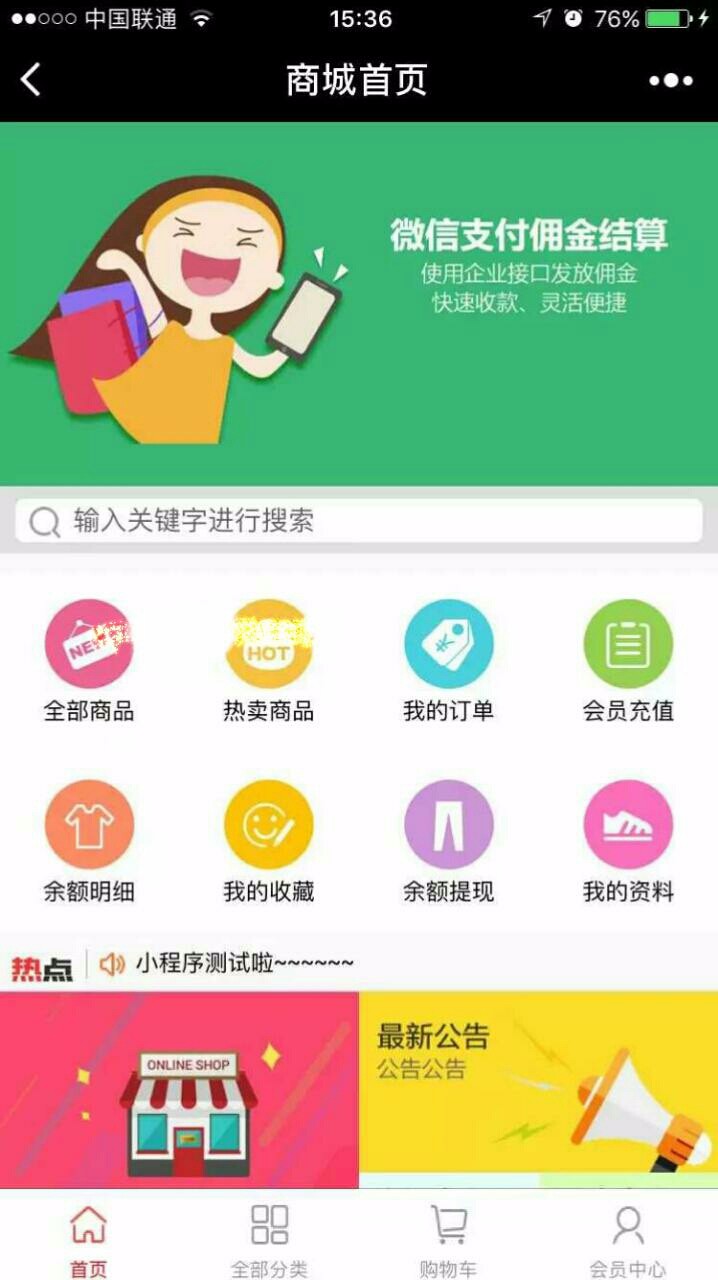 中国联通 15:36 76%
商城首页
微信支付佣金结算
使用企业接口发放佣金
快速收款、灵活便捷
输入关键字进行搜索
NEW HOT
全部商品 热卖商品 我的订单 会员充值
余额明细 我的收藏 余额提现 我的资料
热点 小程序测试啦~~~~~~
ONLINE SHOP
最新公告
公告公告
首页 全部分类 购物车 会员中心